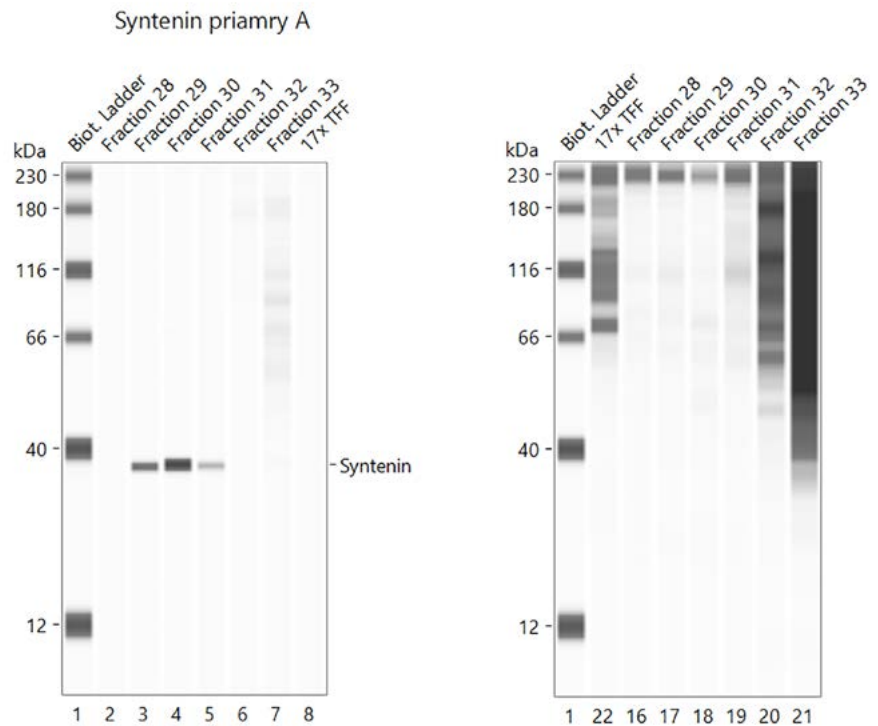 Syntenin priamry A
Biot. Ladder
Fraction 28
Fraction 29
Fraction 30
Fraction 31
Fraction 32
Fraction 33
17x TFF
kDa
230
180
116
66
40
12
Syntenin
1 2 3 4 5 6 7 8
Biot. Ladder
17x TFF
Fraction 28
Fraction 29
Fraction 30
Fraction 31
Fraction 32
Fraction 33
kDa
230
180
116
66
40
12
1 22 16 17 18 19 20 21